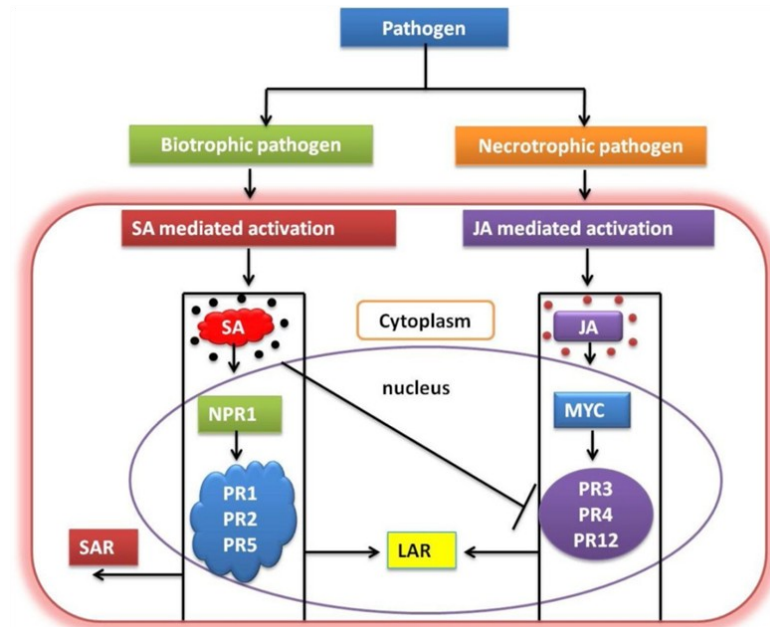 Pathogen
Biotrophic pathogen
Necrotrophic pathogen
SA mediated activation
JA mediated activation
SA
Cytoplasm
JA
nucleus
NPR1
MYC
PR1
PR2
PR5
PR3
PR4
PR12
SAR
LAR